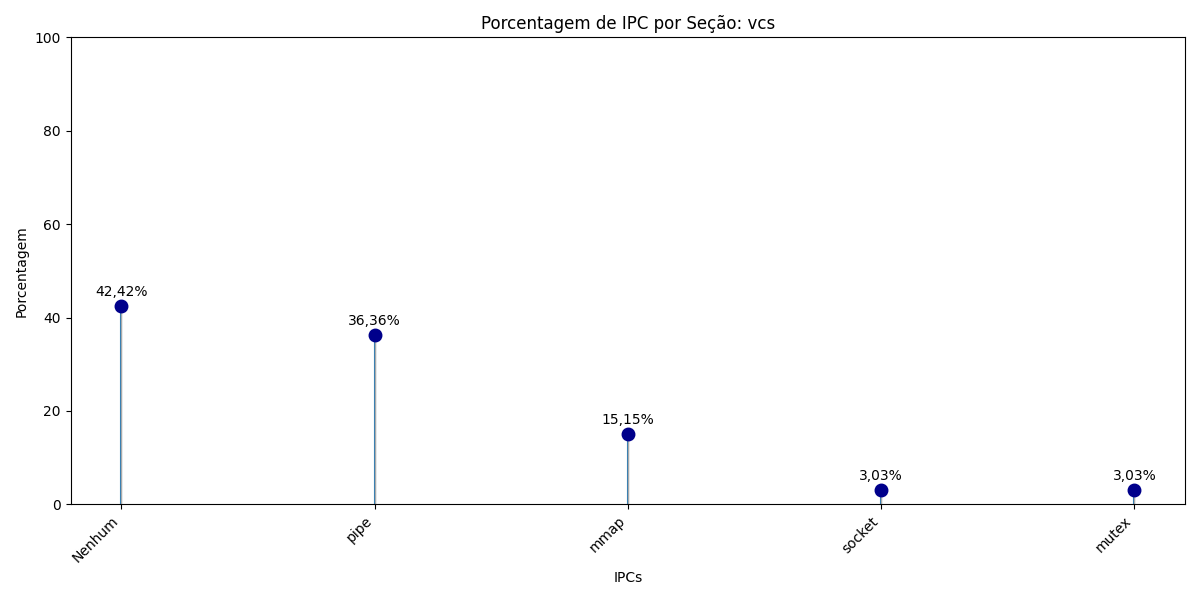 Porcentagem de IPC por Seção: vcs
Porcentagem
100
80
60
40
20
0
42,42%
36,36%
15,15%
3,03%
3,03%
Nenhum
pipe
mmap
socket
mutex
IPCs